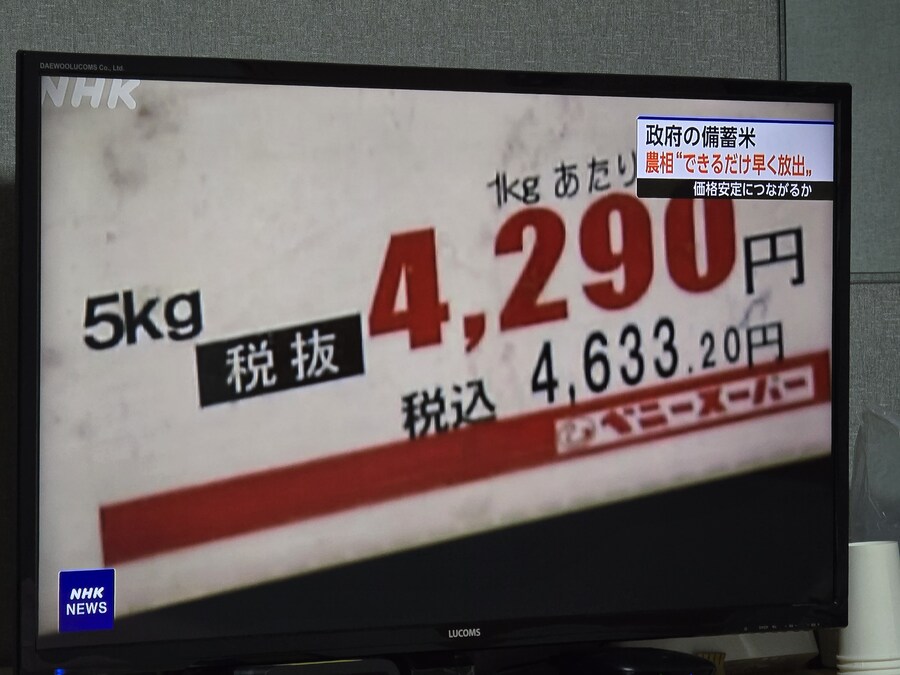 DAEWOOLUCOMS Co., Ltd.
NHK
政府の備蓄米
農相“できるだけ早く放出„
価格安定につながるか
1kg あたり
5kg
税抜
4,290円
税込 4,633.20円
ベニースーパー
NHK
NEWS
LUCOMS